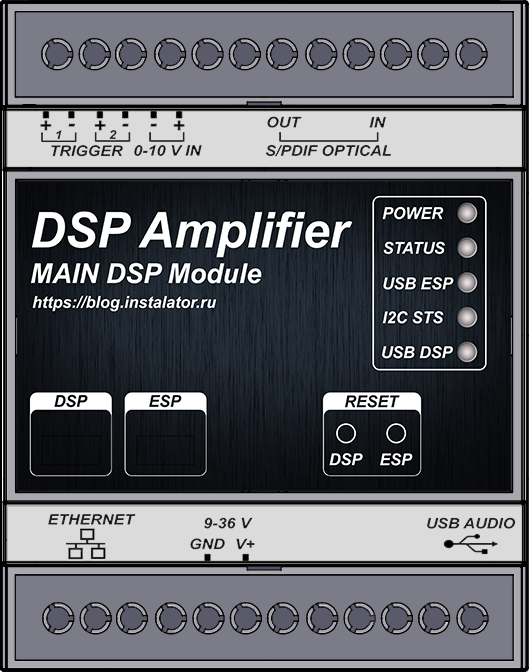 + - + - - +
1 2
TRIGGER 0-10 V IN
OUT IN
S/PDIF OPTICAL
DSP Amplifier
MAIN DSP Module
https://blog.instalator.ru
POWER
STATUS
USB ESP
I2C STS
USB DSP
DSP ESP
RESET
DSP ESP
ETHERNET
9-36 V
GND V+
USB AUDIO